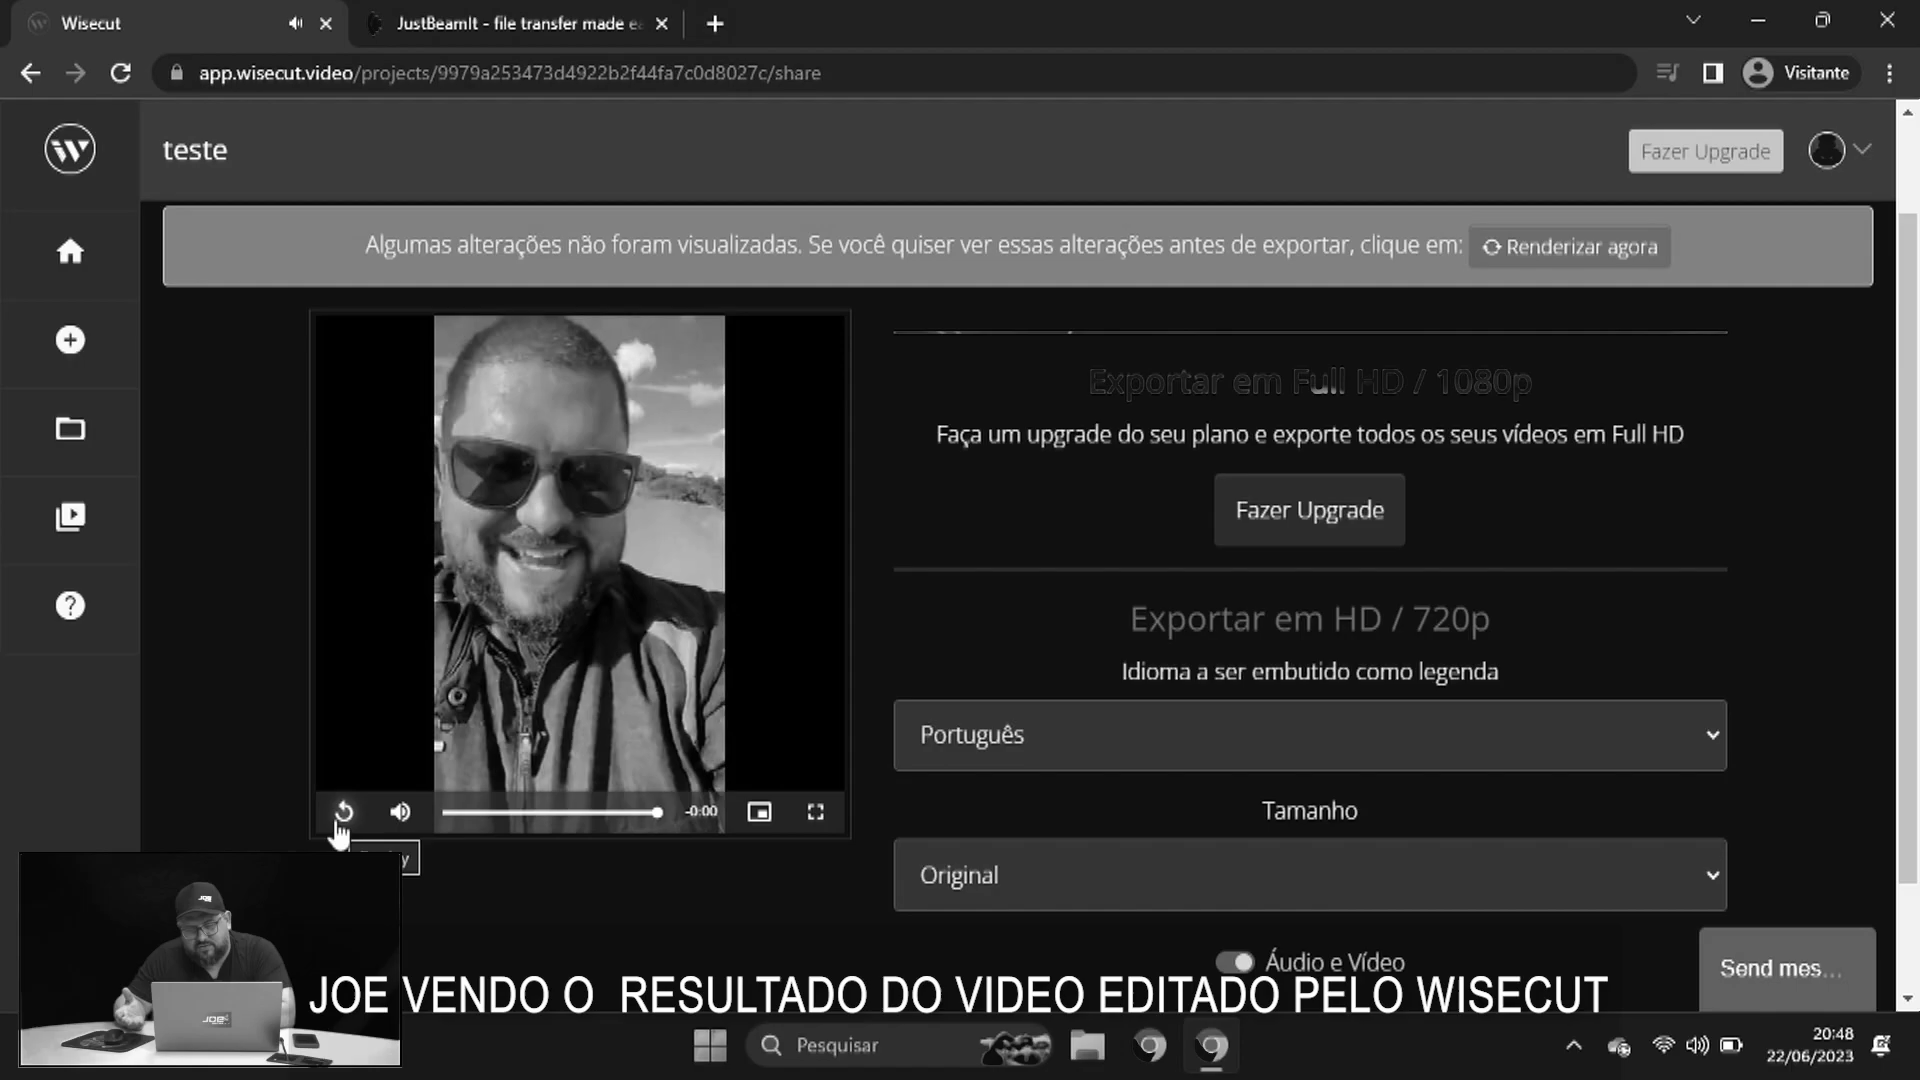 Wisecut
JustBeamIt - file transfer made ea
app.wisecut.video/projects/9979a253473d4922b2f44fa7c0d8027c/share
Visitante
teste
Fazer Upgrade
Algumas alterações não foram visualizadas. Se você quiser ver essas alterações antes de exportar, clique em:
Renderizar agora
Exportar em Full HD / 1080p
Faça um upgrade do seu plano e exporte todos os seus vídeos em Full HD
Fazer Upgrade
Exportar em HD / 720p
Idioma a ser embutido como legenda
Português
Tamanho
-0:00
Original
Áudio e Vídeo
Send mes...
JOE VENDO O RESULTADO DO VIDEO EDITADO PELO WISECUT
JOE
Pesquisar
20:48
22/06/2023